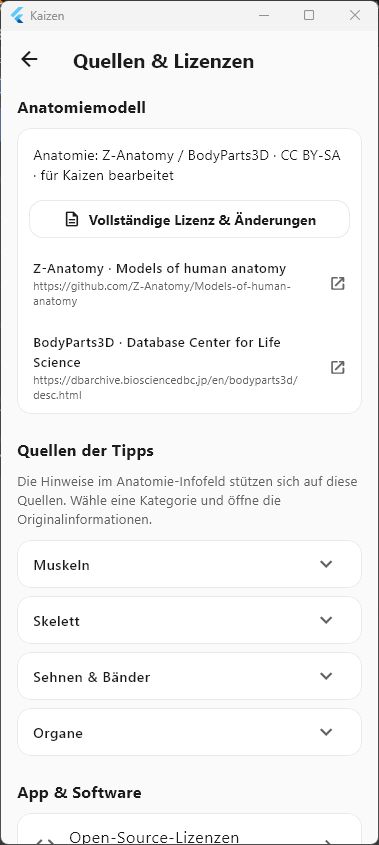 Kaizen
Quellen & Lizenzen
Anatomiemodell
Anatomie: Z-Anatomy / BodyParts3D · CC BY-SA
· für Kaizen bearbeitet
Vollständige Lizenz & Änderungen
Z-Anatomy · Models of human anatomy
https://github.com/Z-Anatomy/Models-of-human-
anatomy
BodyParts3D · Database Center for Life
Science
https://dbarchive.biosciencedbc.jp/en/bodyparts3d/
desc.html
Quellen der Tipps
Die Hinweise im Anatomie-Infofeld stützen sich auf diese
Quellen. Wähle eine Kategorie und öffne die
Originalinformationen.
Muskeln
Skelett
Sehnen & Bänder
Organe
App & Software
Open-Source-Lizenzen